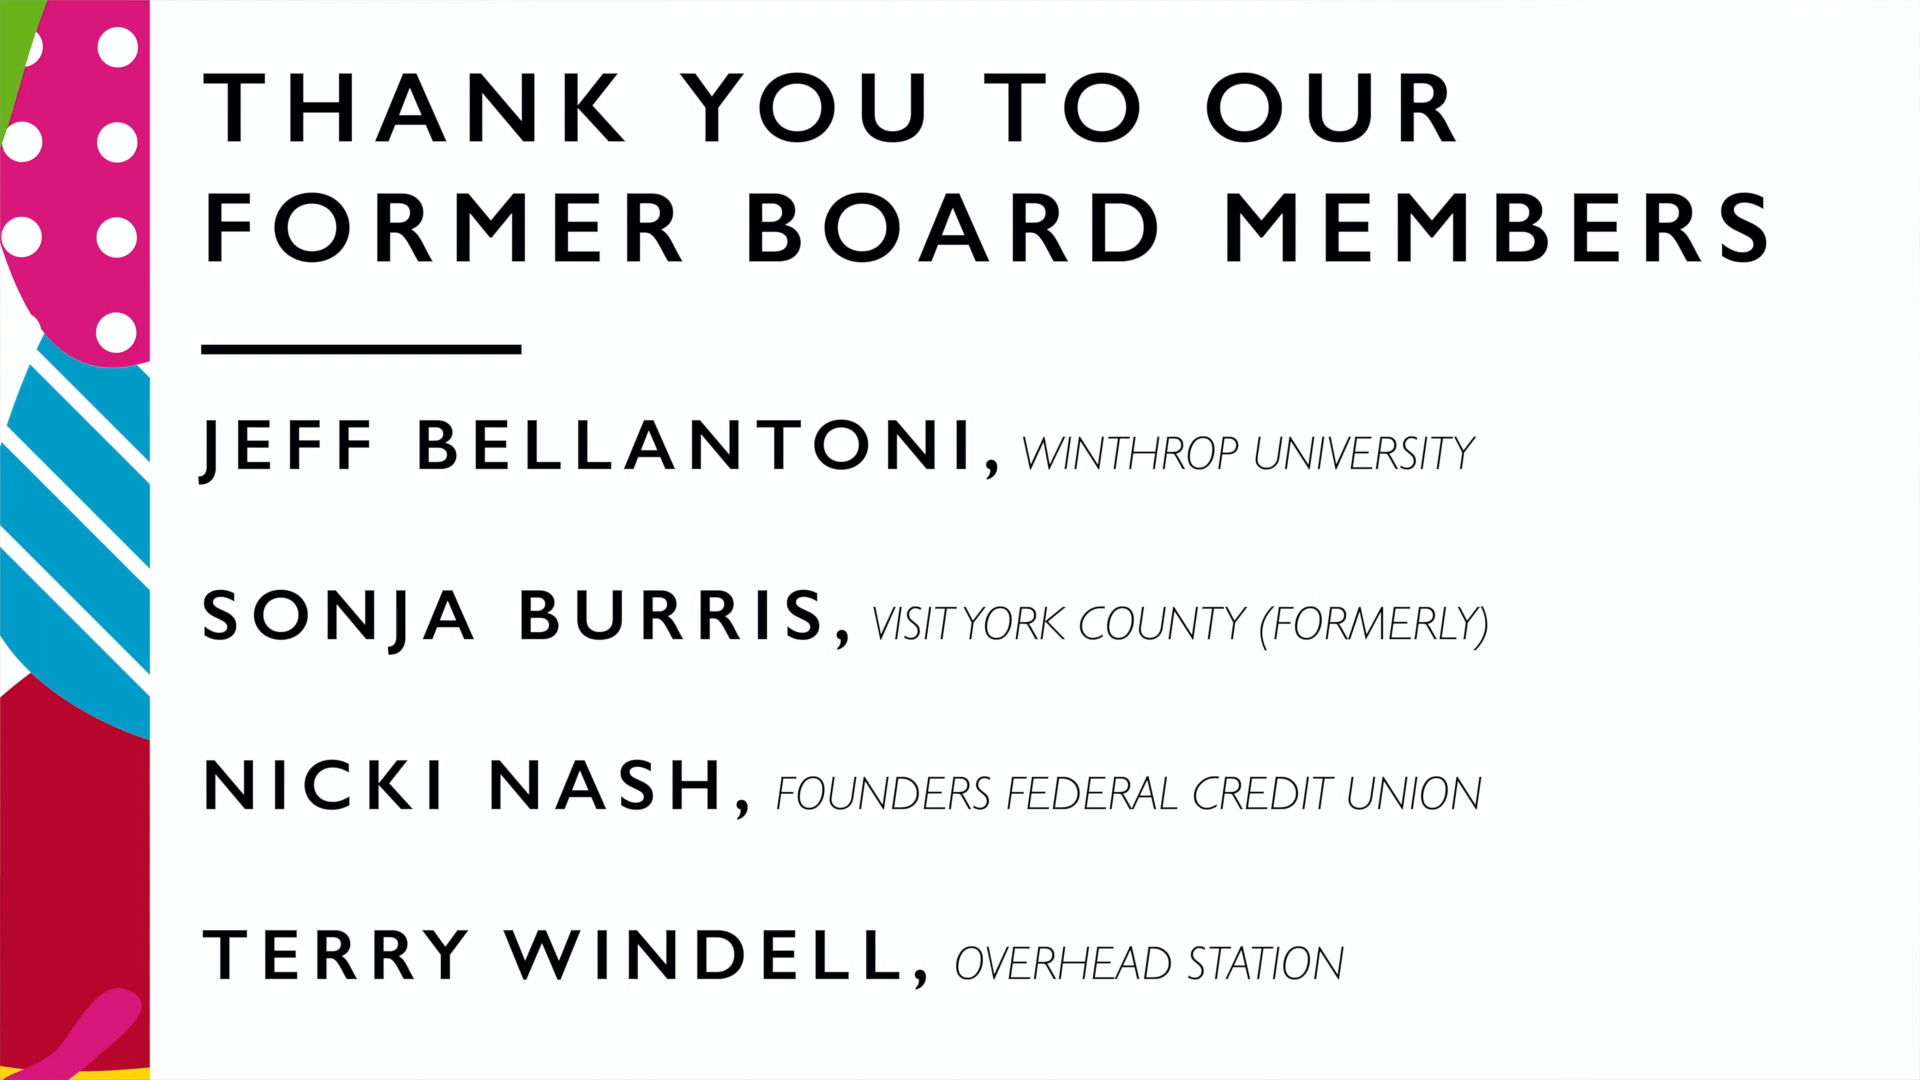 THANK YOU TO OUR
FORMER BOARD MEMBERS
JEFF BELLANTONI, WINTHROP UNIVERSITY
SONJA BURRIS, VISIT YORK COUNTY (FORMERLY)
NICKI NASH, FOUNDERS FEDERAL CREDIT UNION
TERRY WINDELL, OVERHEAD STATION